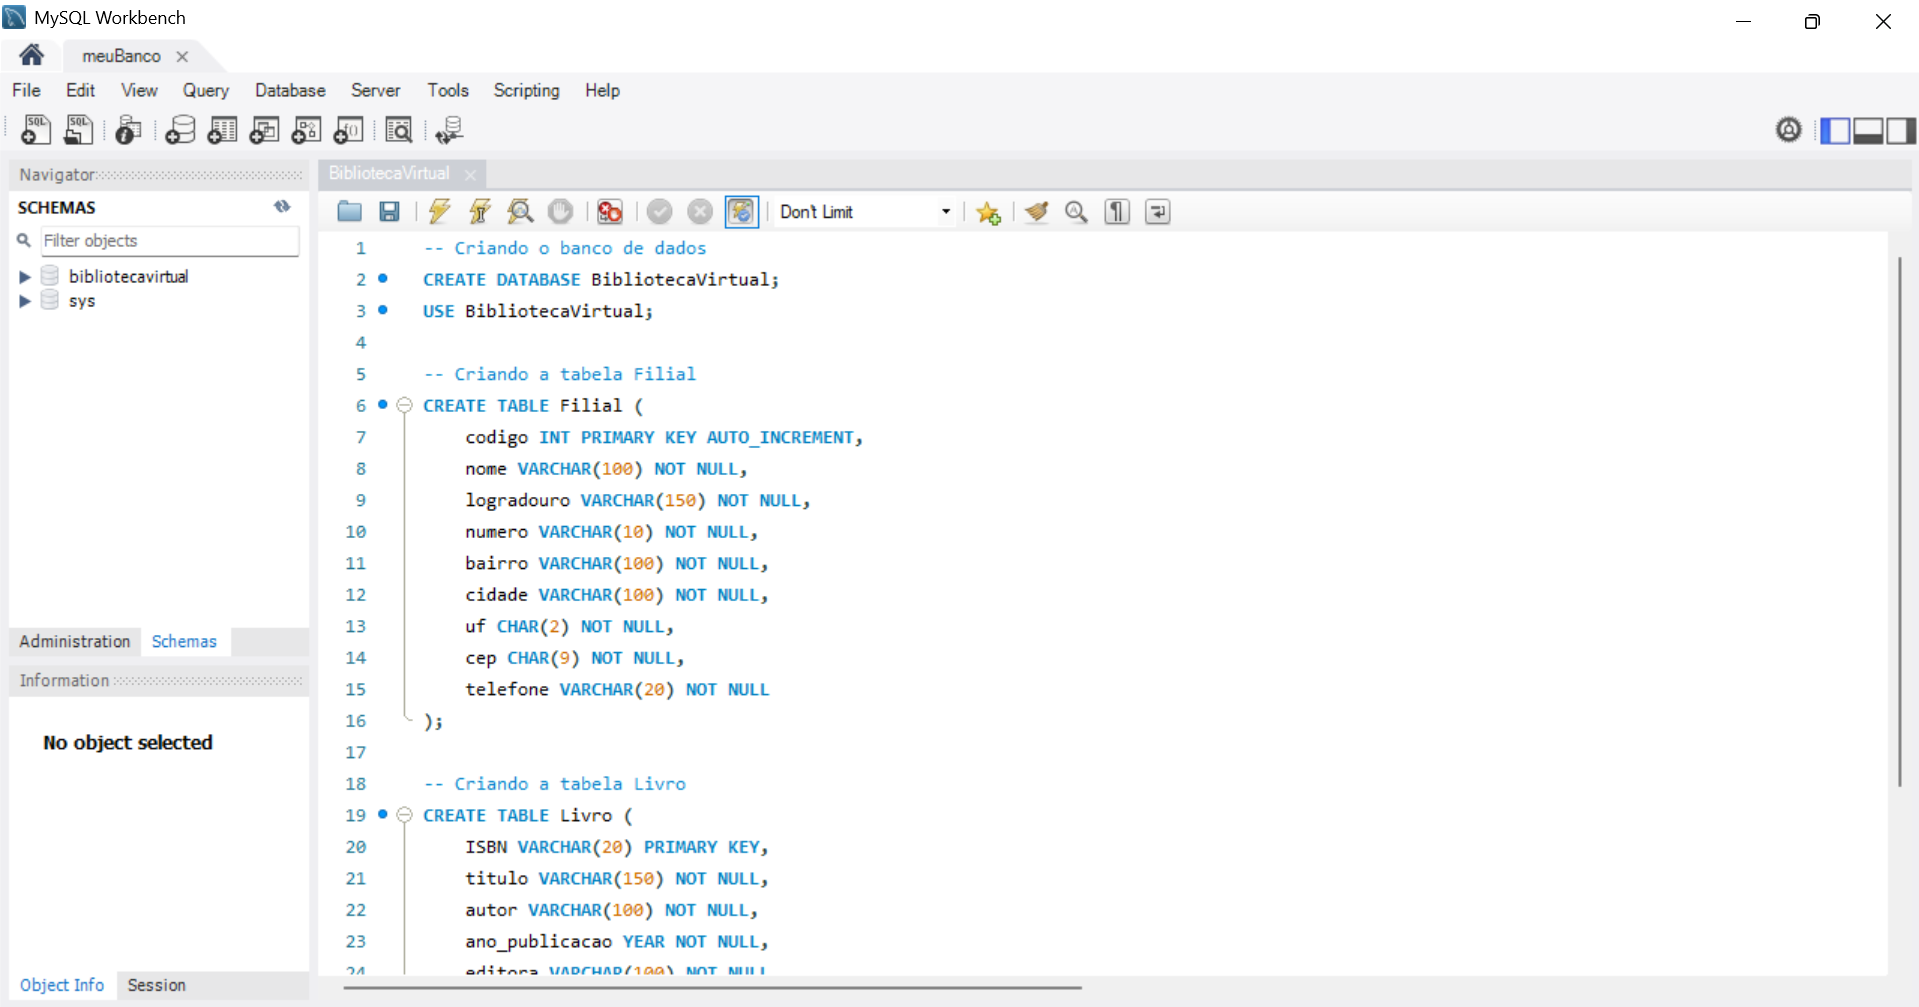 MySQL Workbench
meuBanco
File Edit View Query Database Server Tools Scripting Help
Navigator
SCHEMAS
Filter objects
bibliotecavirtual
sys
Administration Schemas
Information
No object selected
Object Info Session
BibliotecaVirtual
Don't Limit
1 -- Criando o banco de dados
2 CREATE DATABASE BibliotecaVirtual;
3 USE BibliotecaVirtual;
4
5 -- Criando a tabela Filial
6 CREATE TABLE Filial (
7 codigo INT PRIMARY KEY AUTO_INCREMENT,
8 nome VARCHAR(100) NOT NULL,
9 logradouro VARCHAR(150) NOT NULL,
10 numero VARCHAR(10) NOT NULL,
11 bairro VARCHAR(100) NOT NULL,
12 cidade VARCHAR(100) NOT NULL,
13 uf CHAR(2) NOT NULL,
14 cep CHAR(9) NOT NULL,
15 telefone VARCHAR(20) NOT NULL
16 );
17
18 -- Criando a tabela Livro
19 CREATE TABLE Livro (
20 ISBN VARCHAR(20) PRIMARY KEY,
21 titulo VARCHAR(150) NOT NULL,
22 autor VARCHAR(100) NOT NULL,
23 ano_publicacao YEAR NOT NULL,
24 editora VARCHAR(100) NOT NULL